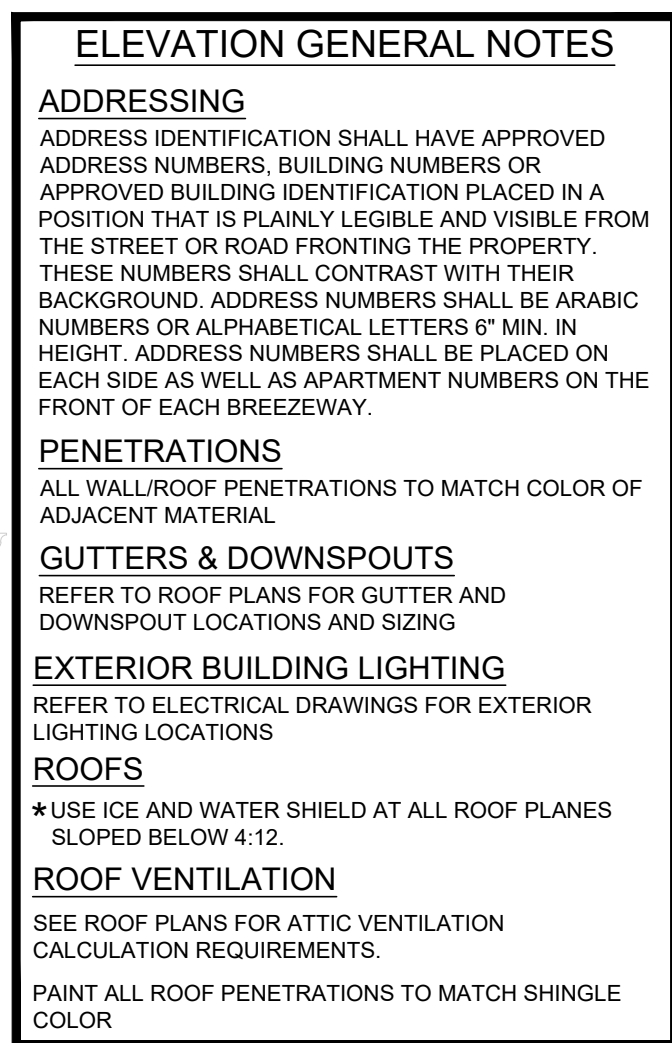 ELEVATION GENERAL NOTES
ADDRESSING
ADDRESS IDENTIFICATION SHALL HAVE APPROVED
ADDRESS NUMBERS, BUILDING NUMBERS OR
APPROVED BUILDING IDENTIFICATION PLACED IN A
POSITION THAT IS PLAINLY LEGIBLE AND VISIBLE FROM
THE STREET OR ROAD FRONTING THE PROPERTY.
THESE NUMBERS SHALL CONTRAST WITH THEIR
BACKGROUND. ADDRESS NUMBERS SHALL BE ARABIC
NUMBERS OR ALPHABETICAL LETTERS 6" MIN. IN
HEIGHT. ADDRESS NUMBERS SHALL BE PLACED ON
EACH SIDE AS WELL AS APARTMENT NUMBERS ON THE
FRONT OF EACH BREEZEWAY.
PENETRATIONS
ALL WALL/ROOF PENETRATIONS TO MATCH COLOR OF
ADJACENT MATERIAL
GUTTERS & DOWNSPOUTS
REFER TO ROOF PLANS FOR GUTTER AND
DOWNSPOUT LOCATIONS AND SIZING
EXTERIOR BUILDING LIGHTING
REFER TO ELECTRICAL DRAWINGS FOR EXTERIOR
LIGHTING LOCATIONS
ROOFS
* USE ICE AND WATER SHIELD AT ALL ROOF PLANES
SLOPED BELOW 4:12.
ROOF VENTILATION
SEE ROOF PLANS FOR ATTIC VENTILATION
CALCULATION REQUIREMENTS.
PAINT ALL ROOF PENETRATIONS TO MATCH SHINGLE
COLOR